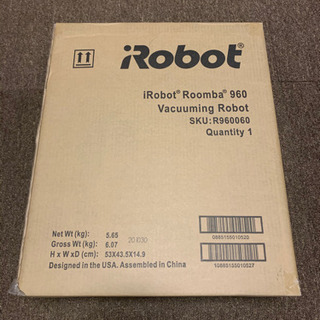 iRobot®
iRobot® Roomba® 960
Vacuuming Robot
SKU:R960060
Quantity 1
Net Wt (kg): 5.65
Gross Wt (kg): 6.07
H x W x D (cm): 53X43.5X14.9
Designed in the USA. Assembled in China